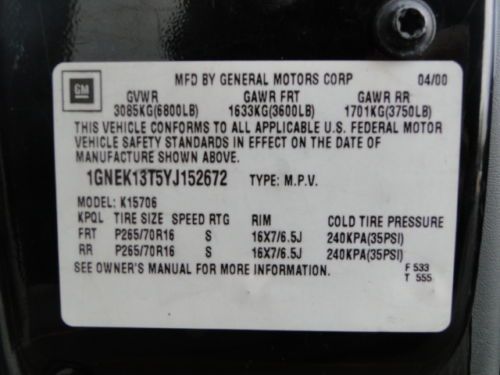 MFD BY GENERAL MOTORS CORP 04/00
GM
GVWR GAWR FRT GAWR RR
3085KG(6800LB) 1633KG(3600LB) 1701KG(3750LB)
THIS VEHICLE CONFORMS TO ALL APPLICABLE U.S. FEDERAL MOTOR
VEHICLE SAFETY STANDARDS IN EFFECT ON THE DATE OF
MANUFACTURE SHOWN ABOVE.
1GNEK13T5YJ152672 TYPE: M.P.V.
MODEL: K15706
KPQL TIRE SIZE SPEED RTG RIM COLD TIRE PRESSURE
FRT P265/70R16 S 16X7/6.5J 240KPA(35PSI)
RR P265/70R16 S 16X7/6.5J 240KPA(35PSI)
SEE OWNER'S MANUAL FOR MORE INFORMATION. F 533
T 555